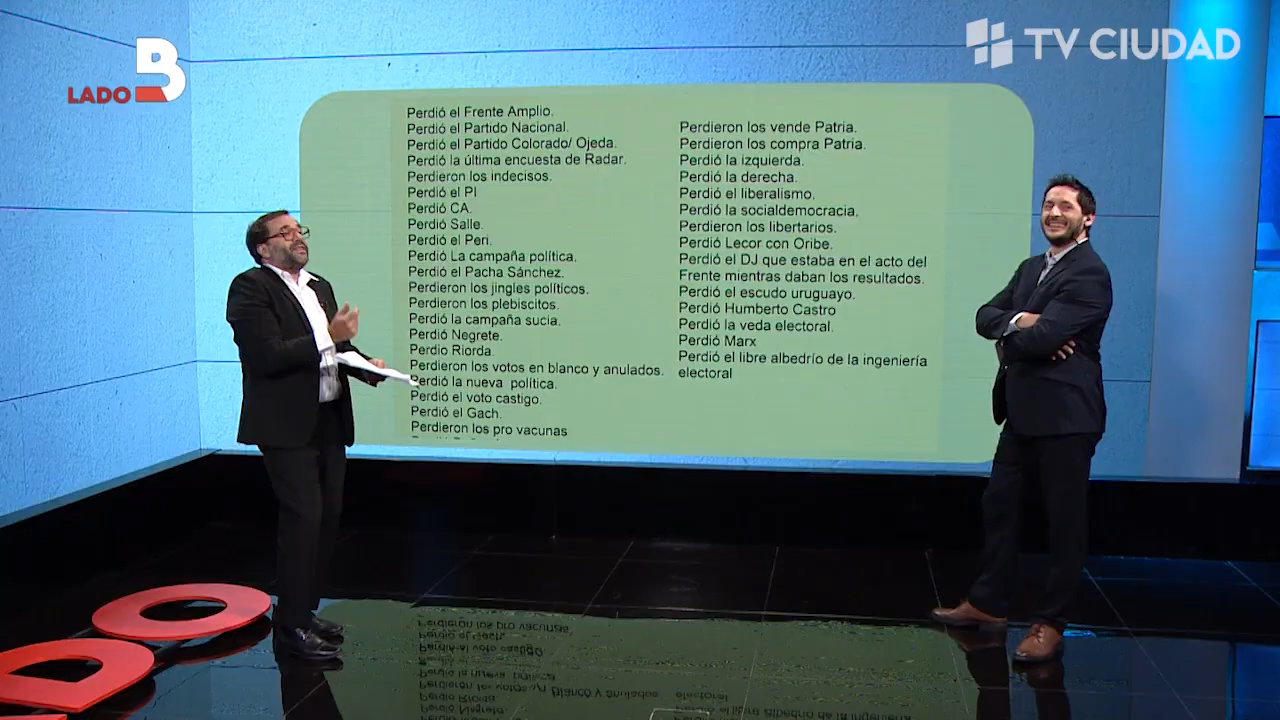 LADO B
TV CIUDAD
Perdió el Frente Amplio.
Perdió el Partido Nacional.
Perdió el Partido Colorado/ Ojeda.
Perdió la última encuesta de Radar.
Perdieron los indecisos.
Perdió el PI
Perdió CA.
Perdió Salle.
Perdió el Peri.
Perdió La campaña política.
Perdió el Pacha Sánchez.
Perdieron los jingles políticos.
Perdieron los plebiscitos.
Perdió la campaña sucia.
Perdió Negrete.
Perdio Riorda.
Perdieron los votos en blanco y anulados.
Perdió la nueva política.
Perdió el voto castigo.
Perdió el Gach.
Perdieron los pro vacunas
Perdieron los vende Patria.
Perdieron los compra Patria.
Perdió la izquierda.
Perdió la derecha.
Perdió el liberalismo.
Perdió la socialdemocracia,
Perdieron los libertarios.
Perdió Lecor con Oribe.
Perdió el DJ que estaba en el acto del
Frente mientras daban los resultados.
Perdió el escudo uruguayo.
Perdió Humberto Castro
Perdió la veda electoral.
Perdió Marx
Perdió el libre albedrío de la ingeniería
electoral
DO